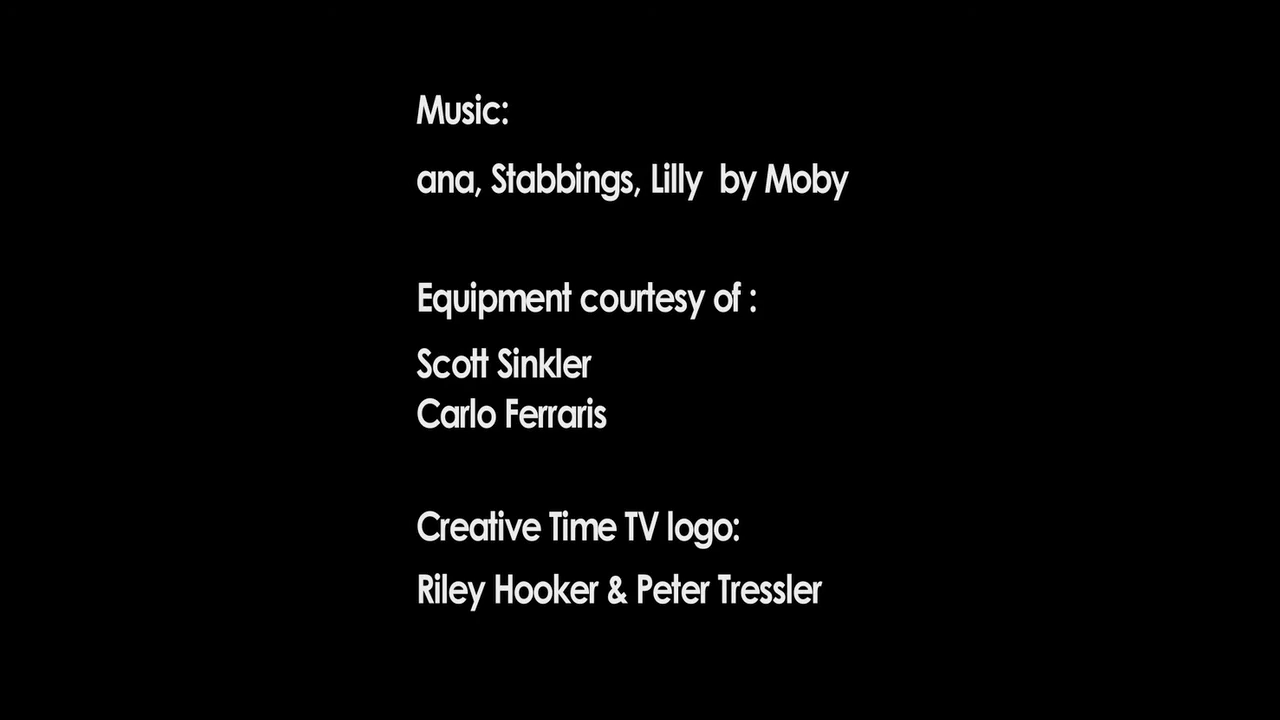 Music:
ana, Stabbings, Lilly  by Moby
Equipment courtesy of :
Scott Sinkler
Carlo Ferraris
Creative Time TV logo:
Riley Hooker & Peter Tressler